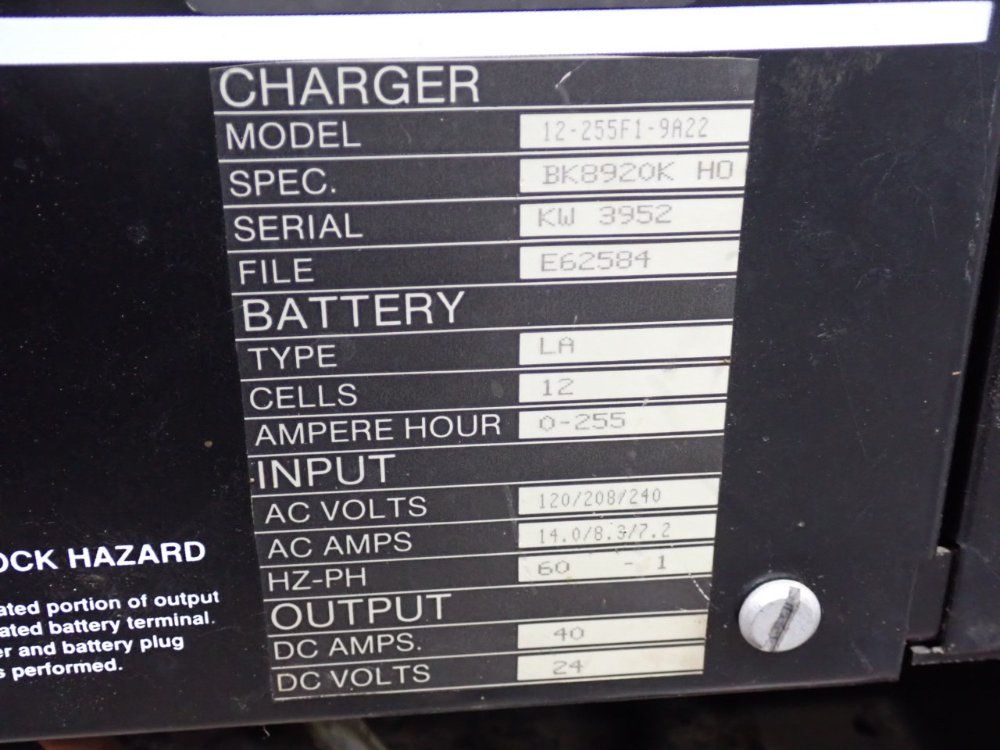 CHARGER
MODEL 12-255F1-9A22
SPEC. BK8920K HO
SERIAL KW 3952
FILE E62584
BATTERY
TYPE LA
CELLS 12
AMPERE HOUR 0-255
INPUT
AC VOLTS 120/208/240
AC AMPS 14.0/8.3/7.2
HZ-PH 60 - 1
OUTPUT
DC AMPS. 40
DC VOLTS 24
OCK HAZARD
ated portion of output
ated battery terminal.
er and battery plug
s performed.